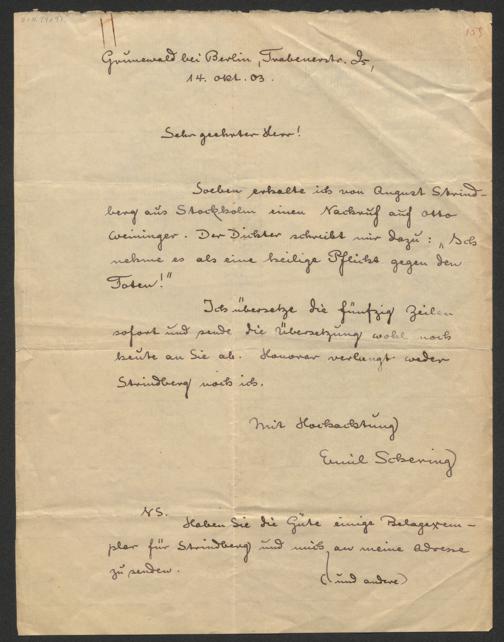 153
Grunewald bei Berlin, Trabenerstr. 2,
14. Okt. 03.
Sehr geehrter Herr!
Soeben erhalte ich von August Strind-
berg aus Stockholm einen Nachruf auf Otto
Weininger. Der Dichter schreibt mir dazu: „Ich
nehme es als eine heilige Pflicht gegen den
Toten!"
Ich übersetze die fünfzig Zeilen
sofort und sende die Übersetzung wohl noch
heute an Sie ab. Honorar verlangt weder
Strindberg noch ich.
Mit Hochachtung
Emil Schering
NS.
Haben Sie die Güte einige Belagexem-
plar für Strindberg und mich an meine Adresse
zu senden.
(und andere)